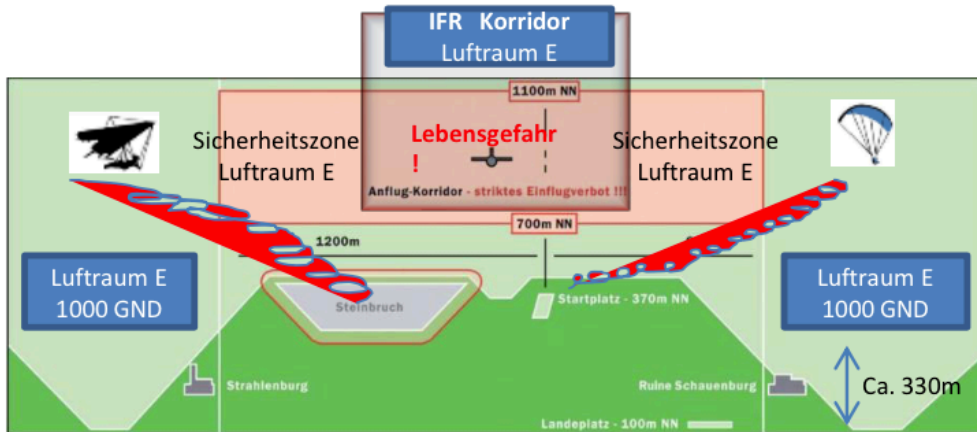 IFR Korridor
Luftraum E
1100m NN
Sicherheitszone
Luftraum E
Lebensgefahr
!
Sicherheitszone
Luftraum E
Anflug-Korridor - striktes Einflugverbot !!!
700m NN
1200m
Luftraum E
1000 GND
Steinbruch
Startplatz - 370m NN
Luftraum E
1000 GND
Strahlenburg
Ruine Schauenburg
Ca. 330m
Landeplatz - 100m NN